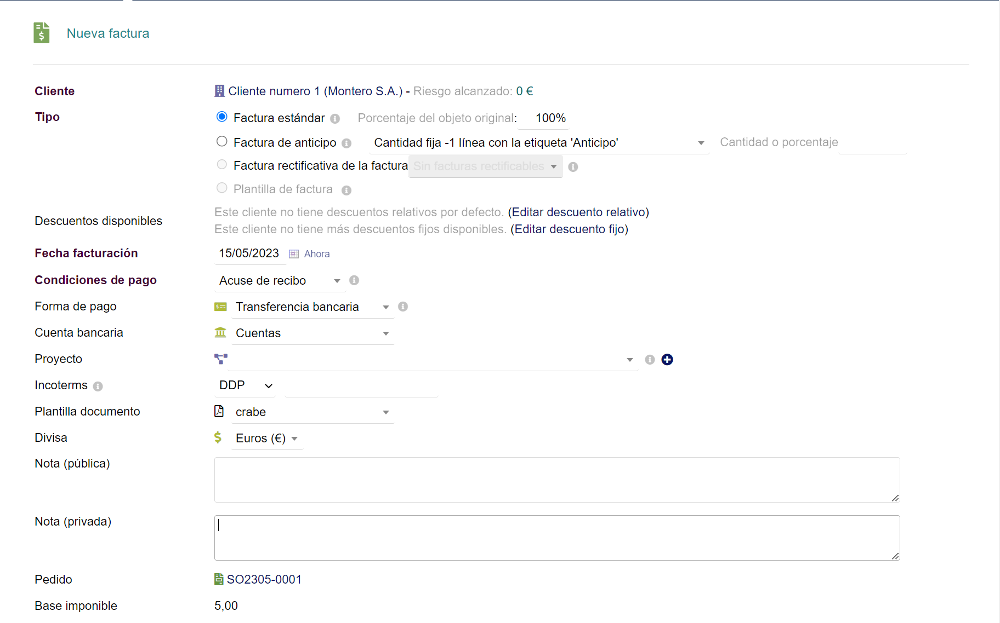 Nueva factura
Cliente Cliente numero 1 (Montero S.A.) - Riesgo alcanzado: 0 €
Tipo Factura estándar Porcentaje del objeto original: 100%
Factura de anticipo Cantidad fija -1 línea con la etiqueta 'Anticipo' Cantidad o porcentaje
Factura rectificativa de la factura Sin facturas rectificables
Plantilla de factura
Descuentos disponibles Este cliente no tiene descuentos relativos por defecto. (Editar descuento relativo)
Este cliente no tiene más descuentos fijos disponibles. (Editar descuento fijo)
Fecha facturación 15/05/2023 Ahora
Condiciones de pago Acuse de recibo
Forma de pago Transferencia bancaria
Cuenta bancaria Cuentas
Proyecto
Incoterms DDP
Plantilla documento crabe
Divisa Euros (€)
Nota (pública)
Nota (privada)
Pedido SO2305-0001
Base imponible 5,00